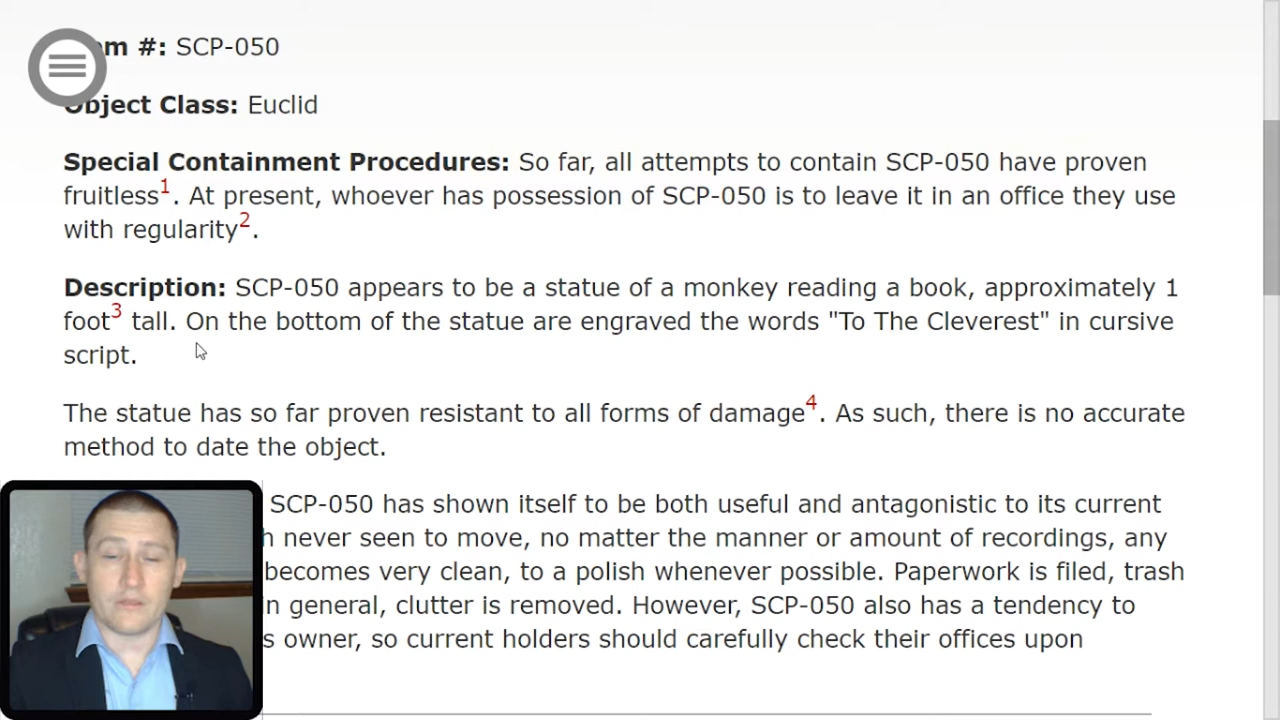 em #: SCP-050
Object Class: Euclid
Special Containment Procedures: So far, all attempts to contain SCP-050 have proven
fruitless1. At present, whoever has possession of SCP-050 is to leave it in an office they use
with regularity2.
Description: SCP-050 appears to be a statue of a monkey reading a book, approximately 1
foot3 tall. On the bottom of the statue are engraved the words "To The Cleverest" in cursive
script.
The statue has so far proven resistant to all forms of damage4. As such, there is no accurate
method to date the object.
SCP-050 has shown itself to be both useful and antagonistic to its current
never seen to move, no matter the manner or amount of recordings, any
becomes very clean, to a polish whenever possible. Paperwork is filed, trash
in general, clutter is removed. However, SCP-050 also has a tendency to
owner, so current holders should carefully check their offices upon